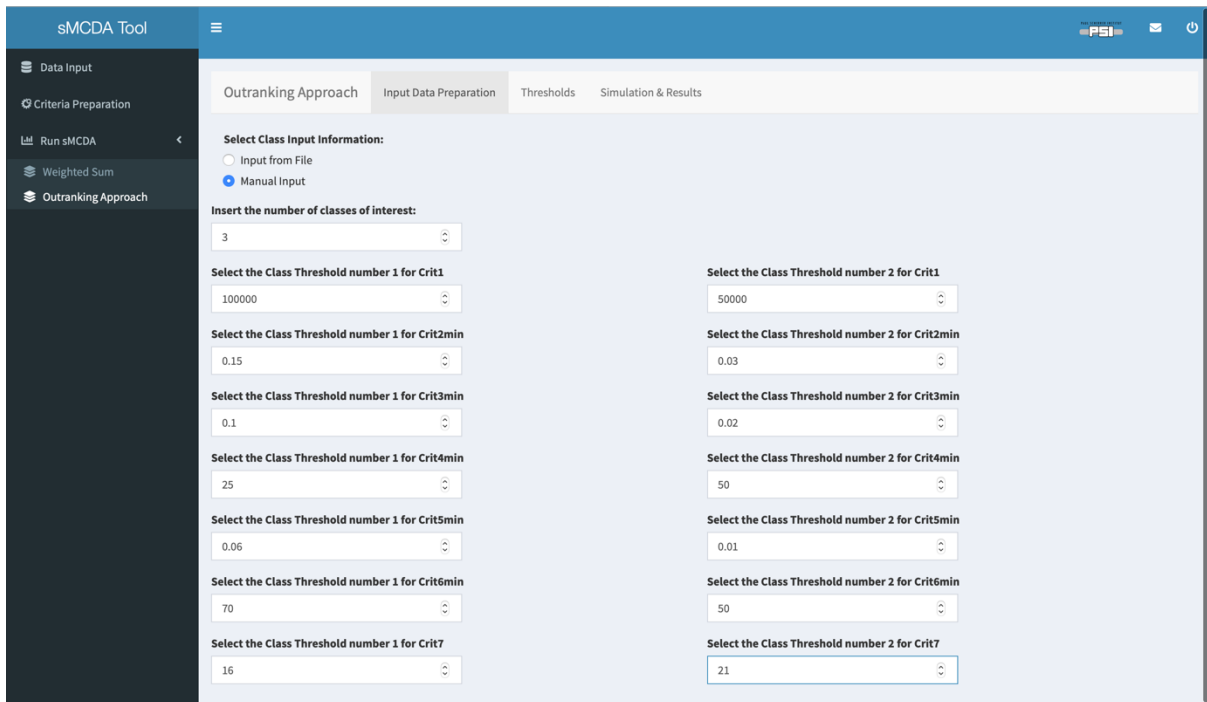 sMCDA Tool
PAUL SCHERRER INSTITUT
PSI
Data Input
Criteria Preparation
Run sMCDA
Weighted Sum
Outranking Approach
Outranking Approach Input Data Preparation Thresholds Simulation & Results
Select Class Input Information:
Input from File
Manual Input
Insert the number of classes of interest:
3
Select the Class Threshold number 1 for Crit1 Select the Class Threshold number 2 for Crit1
100000 50000
Select the Class Threshold number 1 for Crit2min Select the Class Threshold number 2 for Crit2min
0.15 0.03
Select the Class Threshold number 1 for Crit3min Select the Class Threshold number 2 for Crit3min
0.1 0.02
Select the Class Threshold number 1 for Crit4min Select the Class Threshold number 2 for Crit4min
25 50
Select the Class Threshold number 1 for Crit5min Select the Class Threshold number 2 for Crit5min
0.06 0.01
Select the Class Threshold number 1 for Crit6min Select the Class Threshold number 2 for Crit6min
70 50
Select the Class Threshold number 1 for Crit7 Select the Class Threshold number 2 for Crit7
16 21